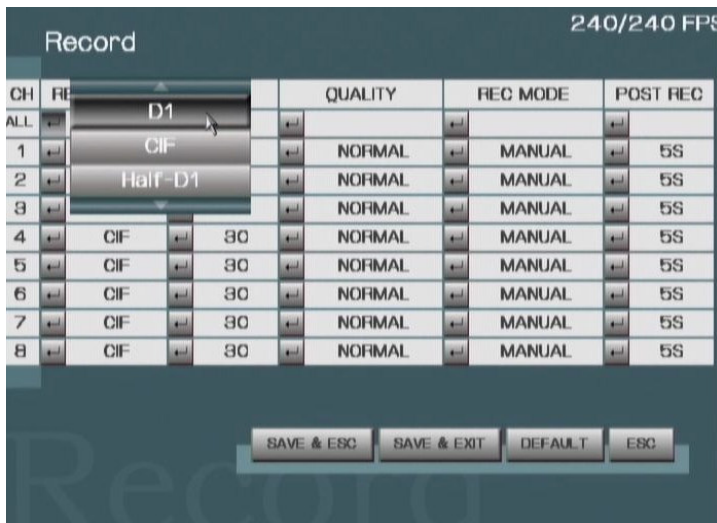 240/240 FPS
Record
CH RE QUALITY REC MODE POST REC
ALL
D1
CIF
Half-D1
1 NORMAL MANUAL 5S
2 NORMAL MANUAL 5S
3 NORMAL MANUAL 5S
4 CIF 30 NORMAL MANUAL 5S
5 CIF 30 NORMAL MANUAL 5S
6 CIF 30 NORMAL MANUAL 5S
7 CIF 30 NORMAL MANUAL 5S
8 CIF 30 NORMAL MANUAL 5S
SAVE & ESC SAVE & EXIT DEFAULT ESC
Record